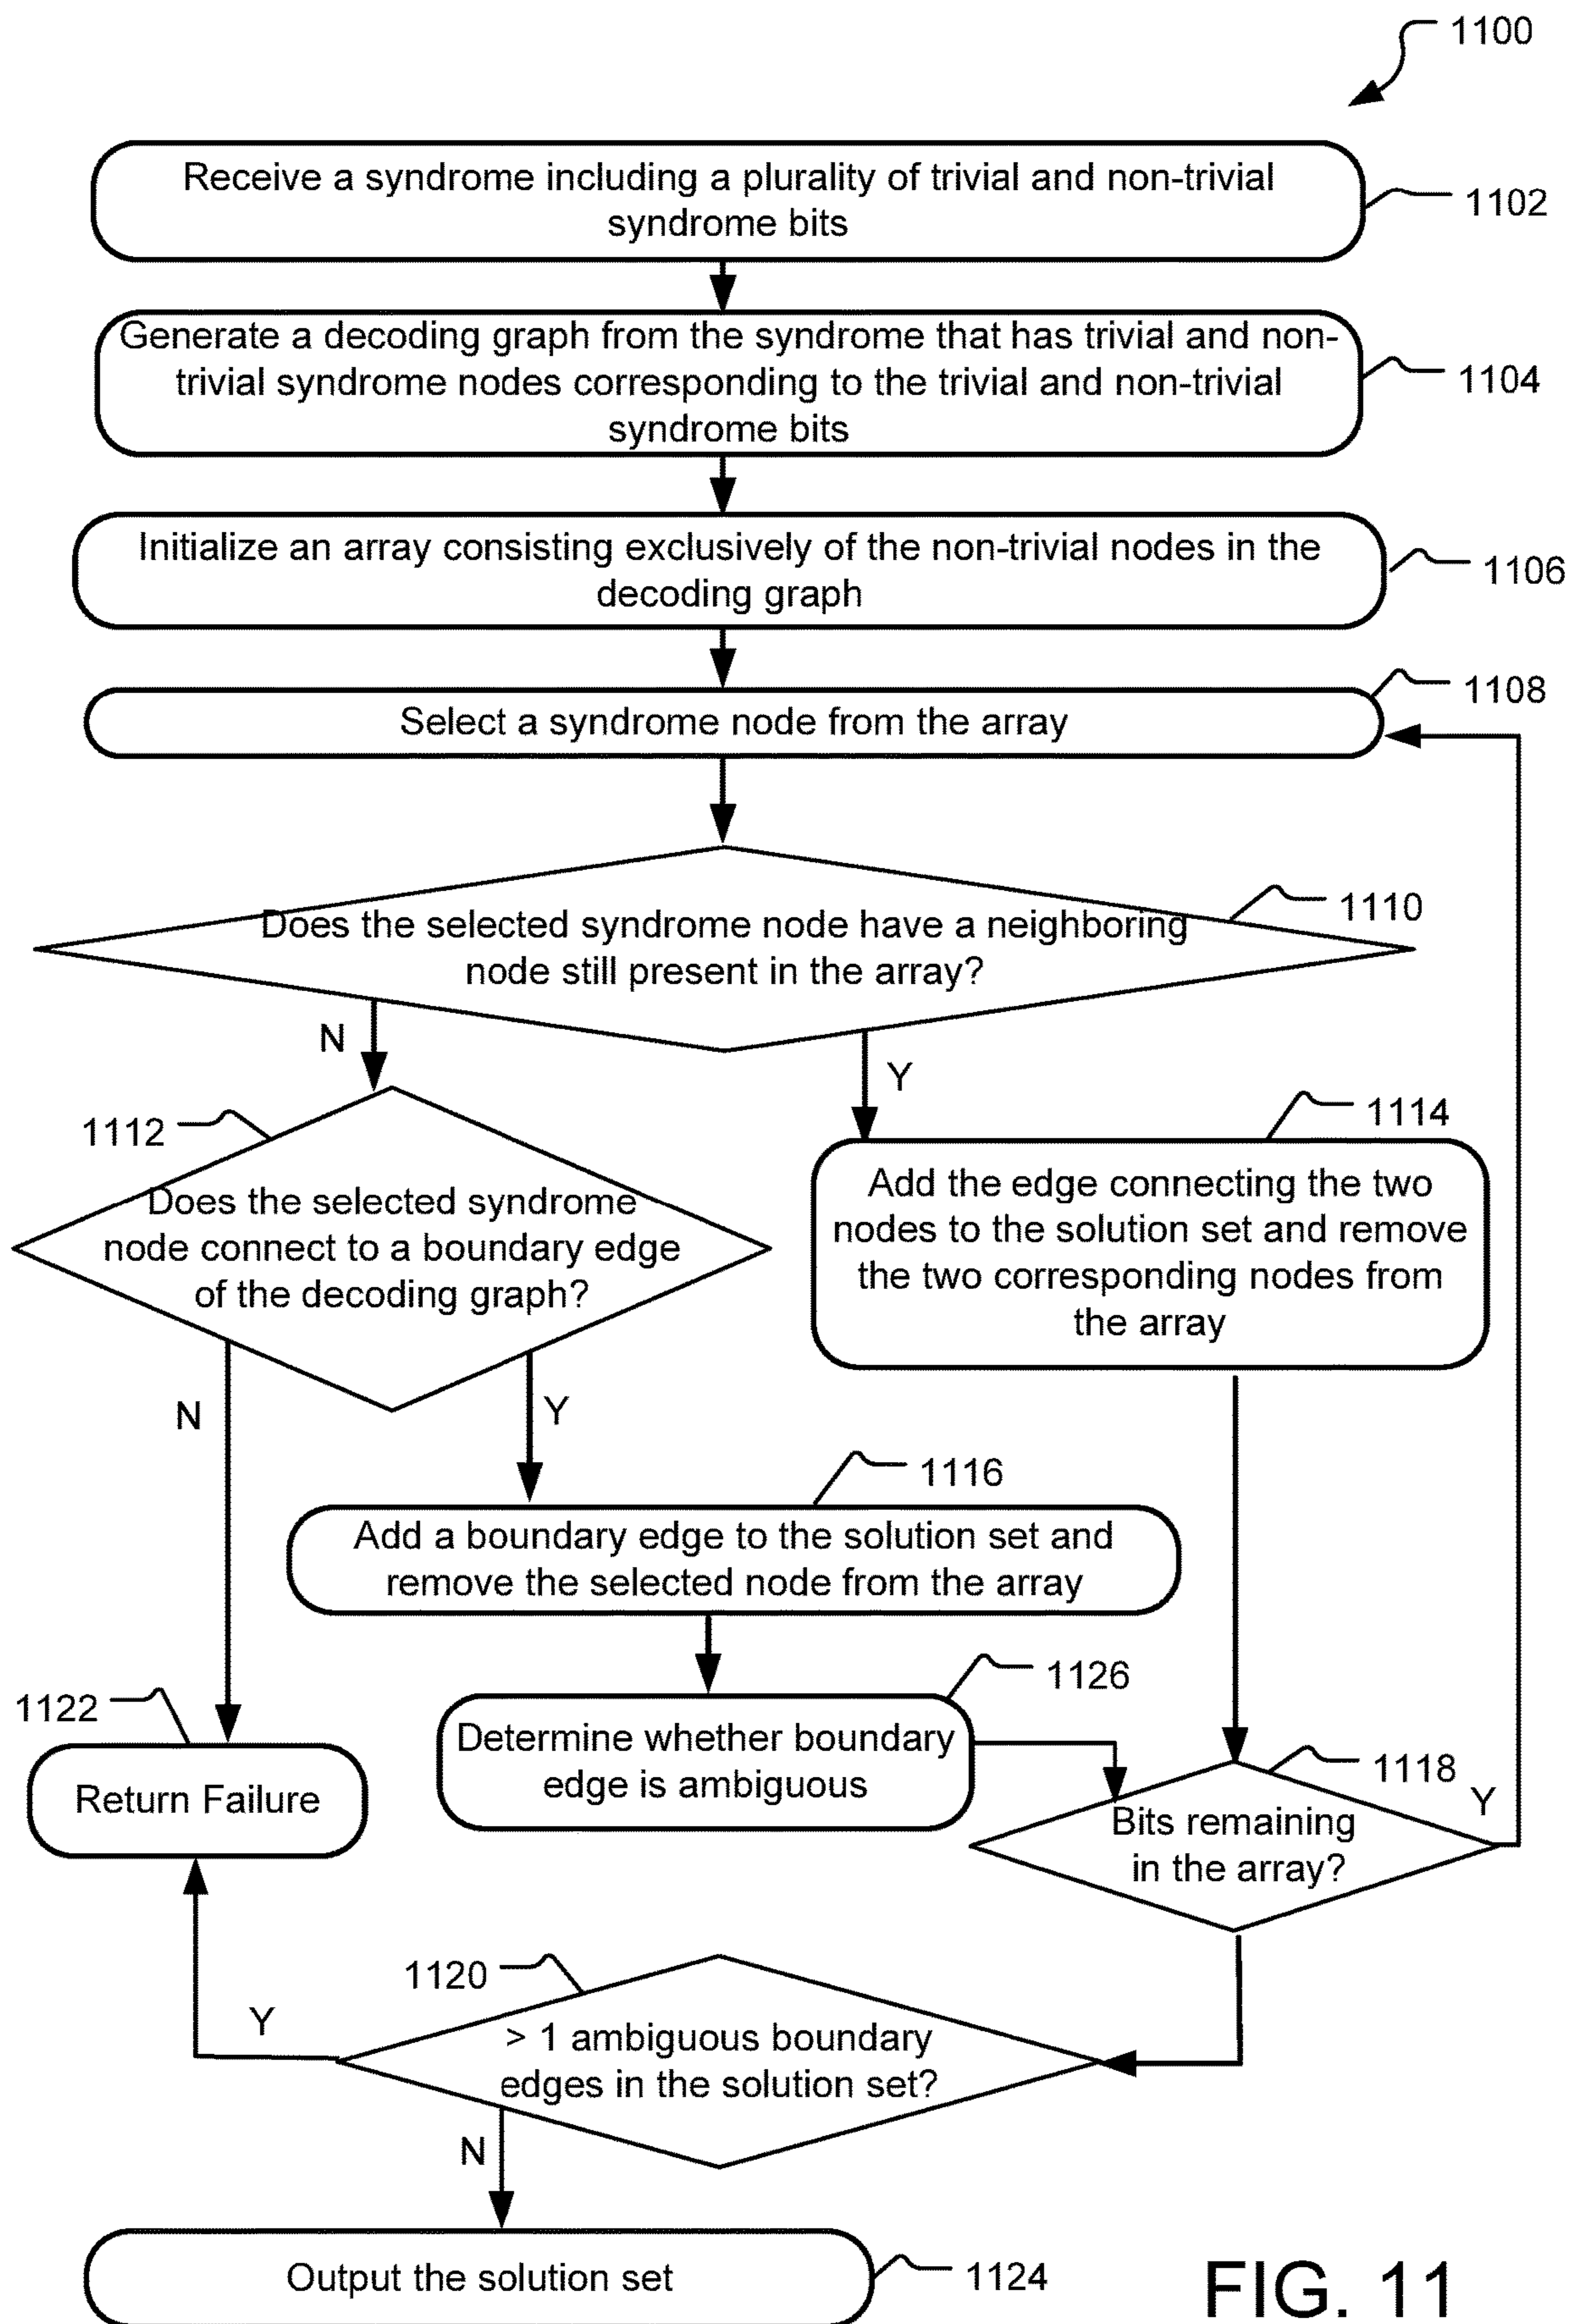 1100
Receive a syndrome including a plurality of trivial and non-trivial
syndrome bits
1102
Generate a decoding graph from the syndrome that has trivial and non-
trivial syndrome nodes corresponding to the trivial and non-trivial
syndrome bits
1104
Initialize an array consisting exclusively of the non-trivial nodes in the
decoding graph
1106
Select a syndrome node from the array
1108
Does the selected syndrome node have a neighboring
node still present in the array?
1110
N
Y
1112
Does the selected syndrome
node connect to a boundary edge
of the decoding graph?
1114
Add the edge connecting the two
nodes to the solution set and remove
the two corresponding nodes from
the array
N
Y
1116
Add a boundary edge to the solution set and
remove the selected node from the array
1122
Return Failure
1126
Determine whether boundary
edge is ambiguous
1118
Y
Bits remaining
in the array?
1120
Y
> 1 ambiguous boundary
edges in the solution set?
N
Output the solution set
1124
FIG. 11